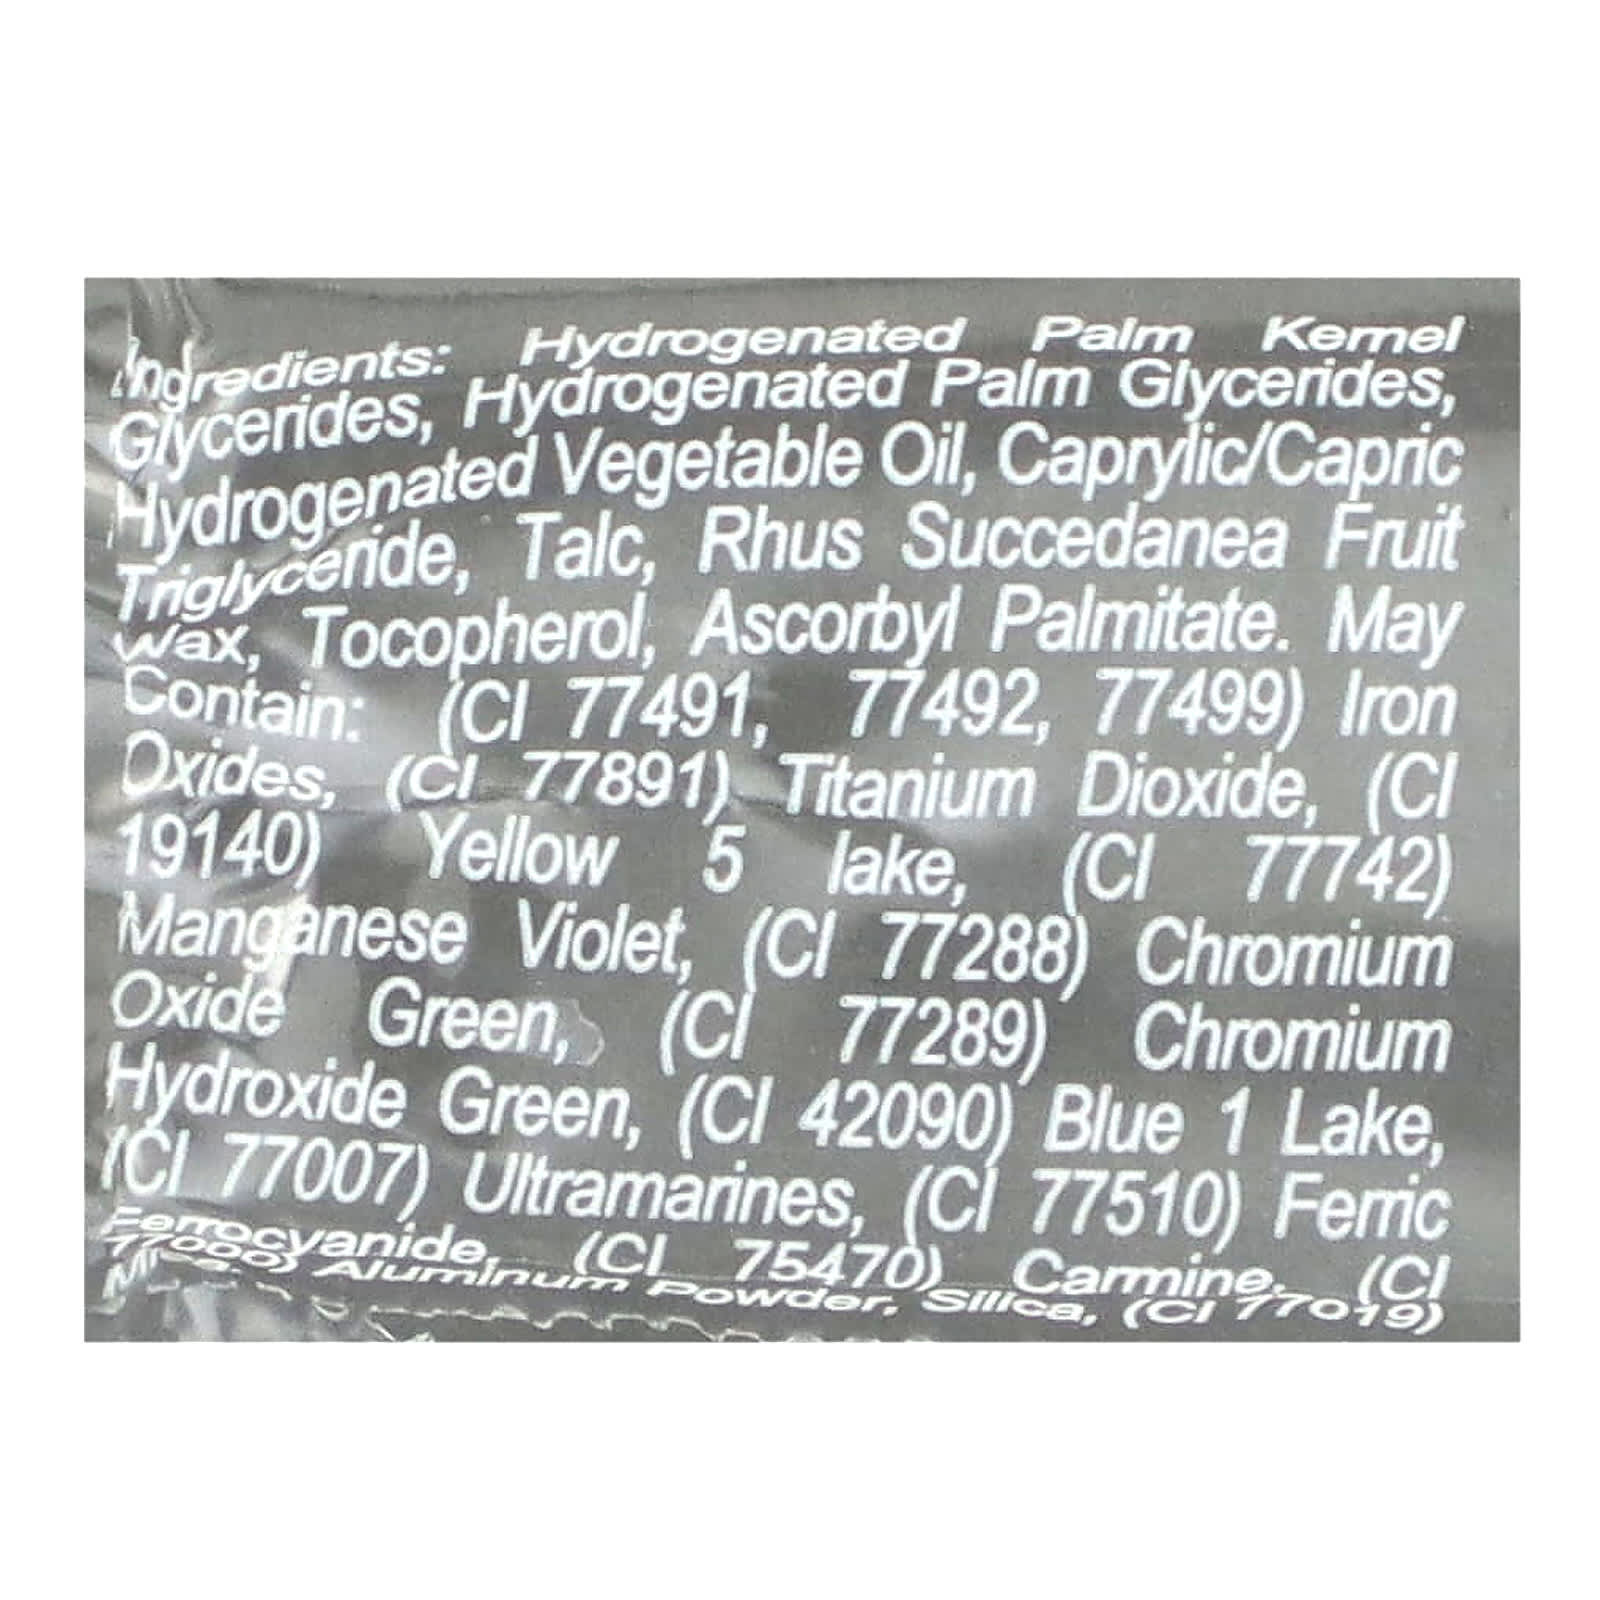 Ingredients: Hydrogenated Palm Kernel
Glycerides, Hydrogenated Palm Glycerides,
Hydrogenated Vegetable Oil, Caprylic/Capric
Triglyceride, Talc, Rhus Succedanea Fruit
wax, Tocopherol, Ascorbyl Palmitate. May
Contain: (CI 77491, 77492, 77499) Iron
Oxides, (CI 77891) Titanium Dioxide, (CI
19140) Yellow 5 lake, (CI 77742)
Manganese Violet, (CI 77288) Chromium
Oxide Green, (CI 77289) Chromium
Hydroxide Green, (CI 42090) Blue 1 Lake,
(CI 77007) Ultramarines, (CI 77510) Ferric
Ferrocyanide, (CI 75470) Carmine, (CI
77000) Aluminum Powder, Silica, (CI 77019)
Mica.